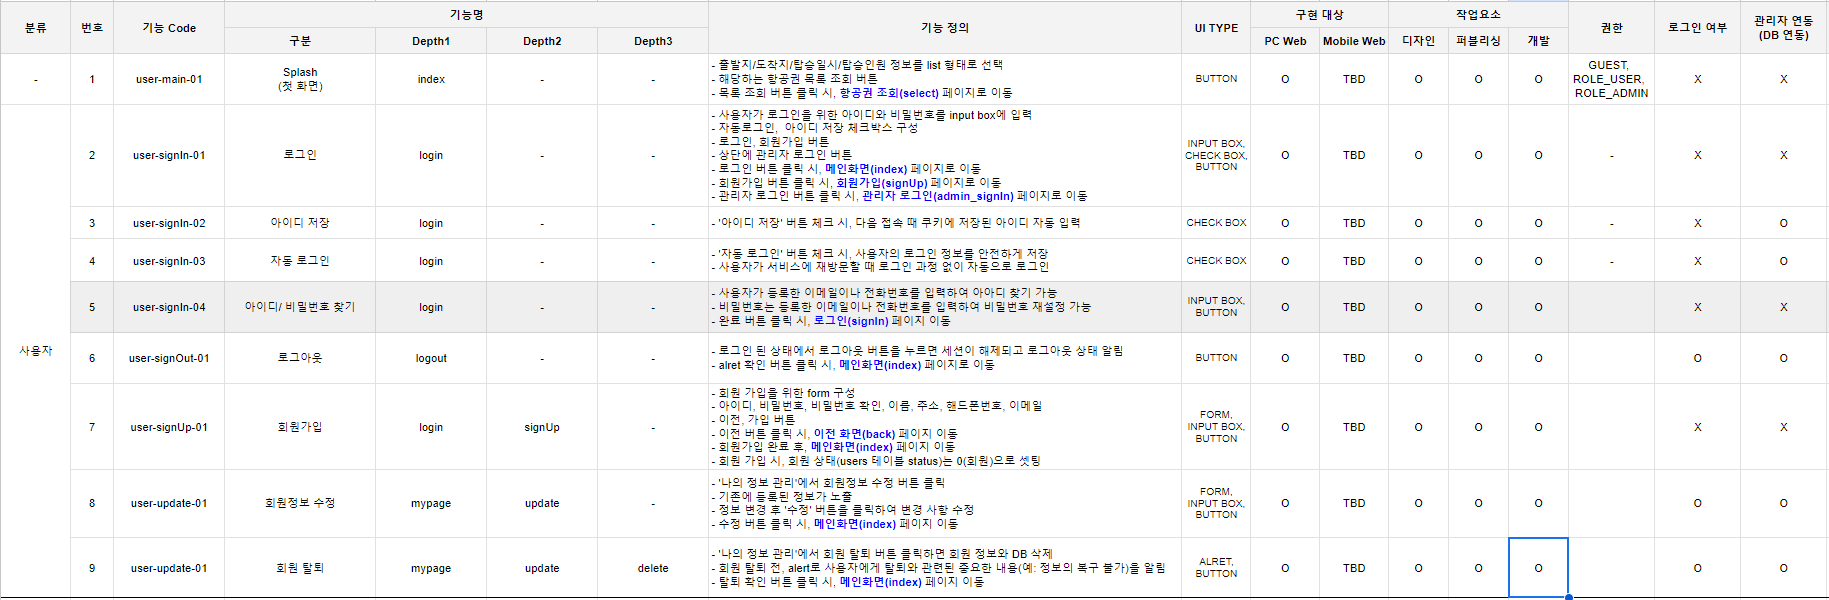 분류 번호 기능 Code 기능명 기능 정의 UI TYPE 구현 대상 작업요소 권한 로그인 여부 관리자 연동
(DB 연동)
구분 Depth1 Depth2 Depth3 PC Web Mobile Web 디자인 퍼블리싱 개발
- 1 user-main-01 Splash
(첫 화면) index - -
- 출발지/도착지/탑승일시/탑승인원 정보를 list 형태로 선택
- 해당하는 항공권 목록 조회 버튼
- 목록 조회 버튼 클릭 시, 항공권 조회(select) 페이지로 이동
BUTTON O TBD O O O
GUEST,
ROLE_USER,
ROLE_ADMIN
X X
사용자
2 user-signIn-01 로그인 login - -
- 사용자가 로그인을 위한 아이디와 비밀번호를 input box에 입력
- 자동로그인, 아이디 저장 체크박스 구성
- 로그인, 회원가입 버튼
- 상단에 관리자 로그인 버튼
- 로그인 버튼 클릭 시, 메인화면(index) 페이지로 이동
- 회원가입 버튼 클릭 시, 회원가입(signUp) 페이지로 이동
- 관리자 로그인 버튼 클릭 시, 관리자 로그인(admin_signIn) 페이지로 이동
INPUT BOX,
CHECK BOX,
BUTTON
O TBD O O O - X X
3 user-signIn-02 아이디 저장 login - -
- '아이디 저장' 버튼 체크 시, 다음 접속 때 쿠키에 저장된 아이디 자동 입력
CHECK BOX O TBD O O O - X O
4 user-signIn-03 자동 로그인 login - -
- '자동 로그인' 버튼 체크 시, 사용자의 로그인 정보를 안전하게 저장
- 사용자가 서비스에 재방문할 때 로그인 과정 없이 자동으로 로그인
CHECK BOX O TBD O O O - X O
5 user-signIn-04 아이디/ 비밀번호 찾기 login - -
- 사용자가 등록한 이메일이나 전화번호를 입력하여 아아디 찾기 가능
- 비밀번호는 등록한 이메일이나 전화번호를 입력하여 비밀번호 재설정 가능
- 완료 버튼 클릭 시, 로그인(signIn) 페이지 이동
INPUT BOX,
BUTTON
O TBD O O O X X
6 user-signOut-01 로그아웃 logout - -
- 로그인 된 상태에서 로그아웃 버튼을 누르면 세션이 해제되고 로그아웃 상태 알림
- alret 확인 버튼 클릭 시, 메인화면(index) 페이지로 이동
BUTTON O TBD O O O O O
7 user-signUp-01 회원가입 login signUp -
- 회원 가입을 위한 form 구성
- 아이디, 비밀번호, 비밀번호 확인, 이름, 주소, 핸드폰번호, 이메일
- 이전, 가입 버튼
- 이전 버튼 클릭 시, 이전 화면(back) 페이지 이동
- 회원가입 완료 후, 메인화면(index) 페이지 이동
- 회원 가입 시, 회원 상태(users 테이블 status)는 0(회원)으로 셋팅
FORM,
INPUT BOX,
BUTTON
O TBD O O O X X
8 user-update-01 회원정보 수정 mypage update -
- '나의 정보 관리'에서 회원정보 수정 버튼 클릭
- 기존에 등록된 정보가 노출
- 정보 변경 후 '수정' 버튼을 클릭하여 변경 사항 수정
- 수정 버튼 클릭 시, 메인화면(index) 페이지 이동
FORM,
INPUT BOX,
BUTTON
O TBD O O O O O
9 user-update-01 회원 탈퇴 mypage update delete
- '나의 정보 관리'에서 회원 탈퇴 버튼 클릭하면 회원 정보와 DB 삭제
- 회원 탈퇴 전, alert로 사용자에게 탈퇴와 관련된 중요한 내용(예: 정보의 복구 불가)을 알림
- 탈퇴 확인 버튼 클릭 시, 메인화면(index) 페이지 이동
ALRET,
BUTTON
O TBD O O O O O